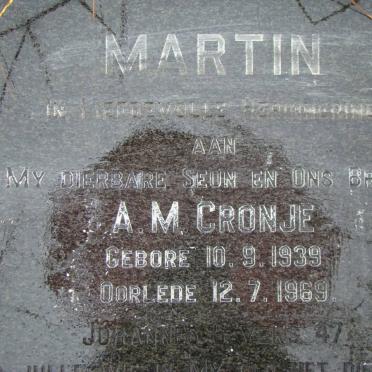 MARTIN
IN LIEFDEVOLLE HERINNERING
AAN
MY DIERBARE SEUN EN ONS BR
A. M. CRONJE
GEBORE 10. 9. 1939
OORLEDE 12. 7. 1969.
47